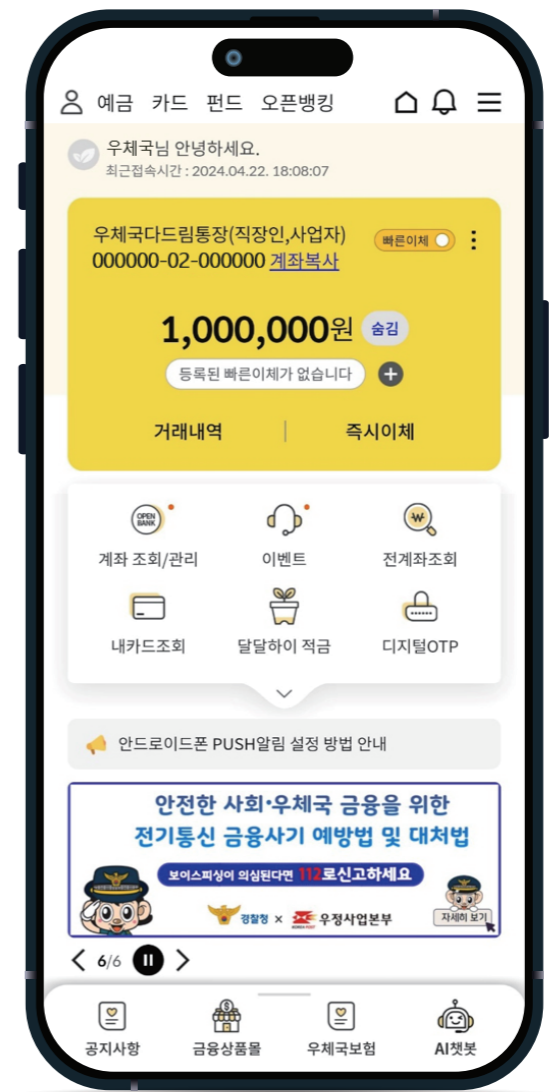 예금 카드 펀드 오픈뱅킹
우체국님 안녕하세요.
최근접속시간 : 2024.04.22. 18:08:07
우체국다드림통장(직장인,사업자) 빠른이체
000000-02-000000 계좌복사
1,000,000원 숨김
등록된 빠른이체가 없습니다
거래내역 | 즉시이체
OPEN
BANK
계좌 조회/관리 이벤트 전계좌조회
내카드조회 달달하이 적금 디지털OTP
안드로이드폰 PUSH알림 설정 방법 안내
안전한 사회·우체국 금융을 위한
전기통신 금융사기 예방법 및 대처법
보이스피싱이 의심된다면 112로신고하세요
경찰청 × 우정사업본부 자세히 보기
6/6
공지사항 금융상품몰 우체국보험 AI챗봇